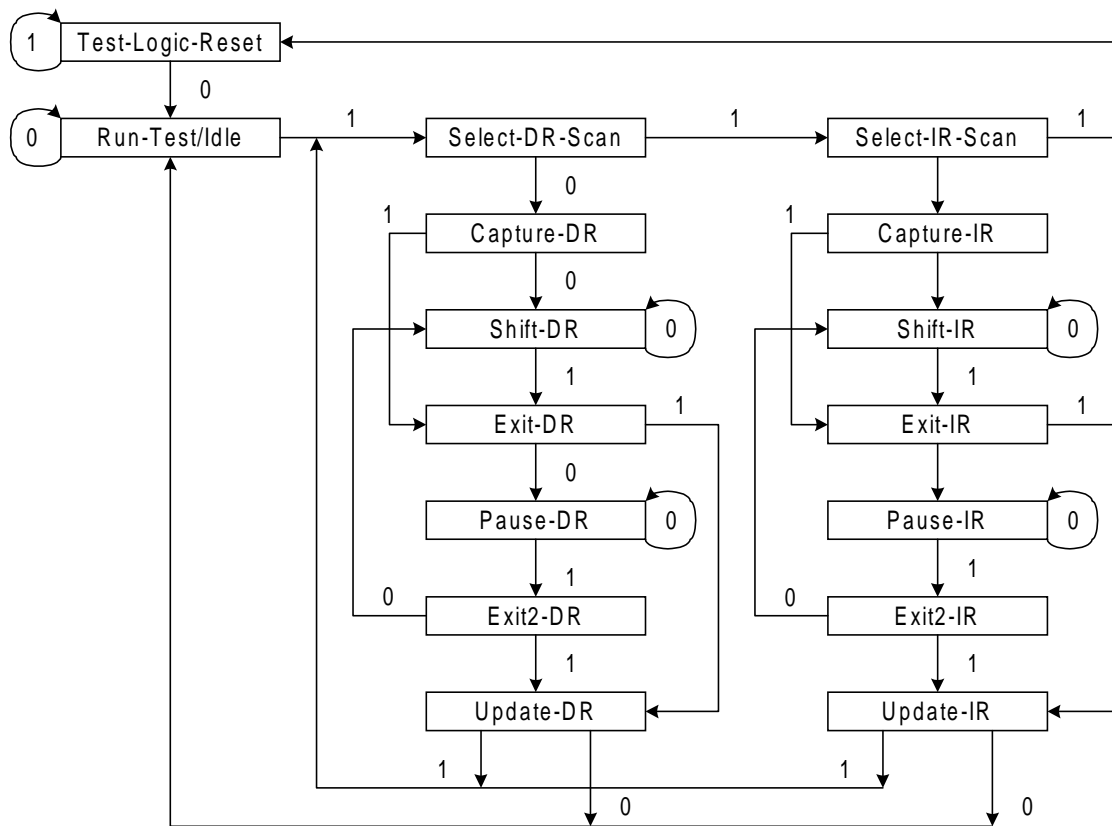 1 Test-Logic-Reset
0
0 Run-Test/Idle 1 Select-DR-Scan 1 Select-IR-Scan 1
0
1 Capture-DR 1 Capture-IR
0
Shift-DR 0 Shift-IR 0
1 1
Exit-DR 1 Exit-IR 1
0
Pause-DR 0 Pause-IR 0
1 1
0 Exit2-DR 0 Exit2-IR
1 1
Update-DR Update-IR
1 1
0 0